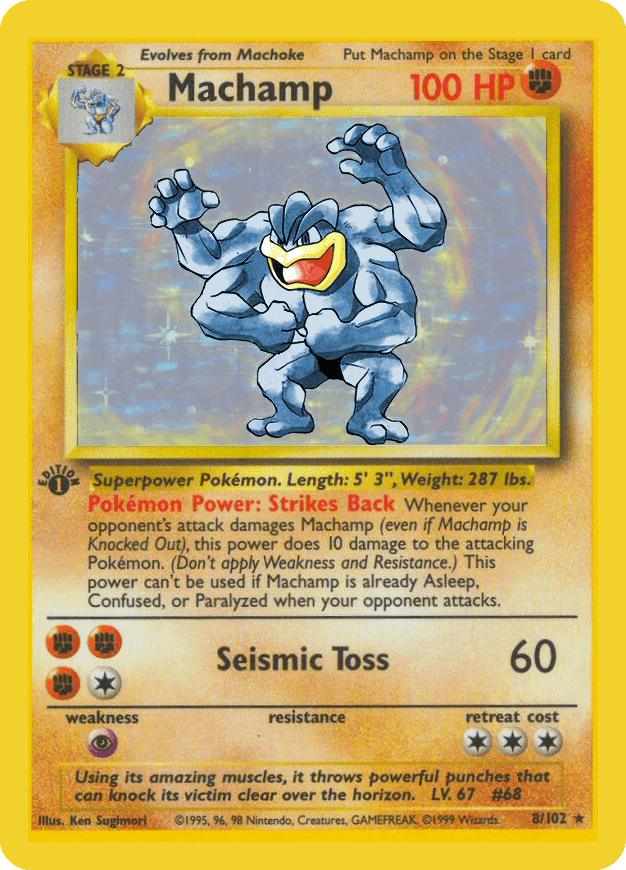 Evolves from Machoke
Put Machamp on the Stage 1 card
STAGE 2
Machamp
100 HP
EDITION
1
Superpower Pokémon. Length: 5' 3", Weight: 287 lbs.
Pokémon Power: Strikes Back Whenever your
opponent's attack damages Machamp (even if Machamp is
Knocked Out), this power does 10 damage to the attacking
Pokémon. (Don't apply Weakness and Resistance.) This
power can't be used if Machamp is already Asleep,
Confused, or Paralyzed when your opponent attacks.
Seismic Toss
60
weakness
resistance
retreat cost
Using its amazing muscles, it throws powerful punches that
can knock its victim clear over the horizon. LV. 67 #68
Illus. Ken Sugimori
©1995, 96, 98 Nintendo, Creatures, GAMEFREAK. ©1999 Wizards.
8/102 ★